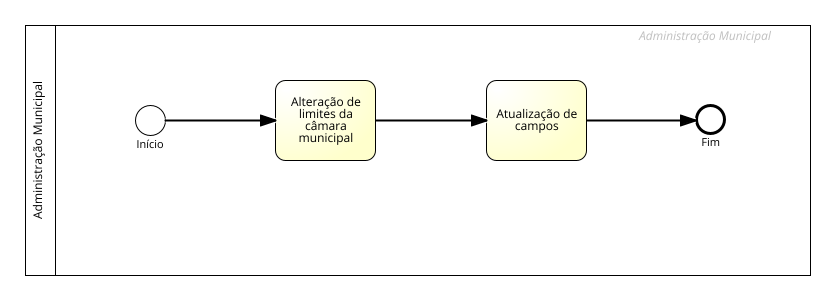 Administração Municipal
Administração Municipal
Alteração de
limites da
câmara
municipal
Atualização de
campos
Início
Fim